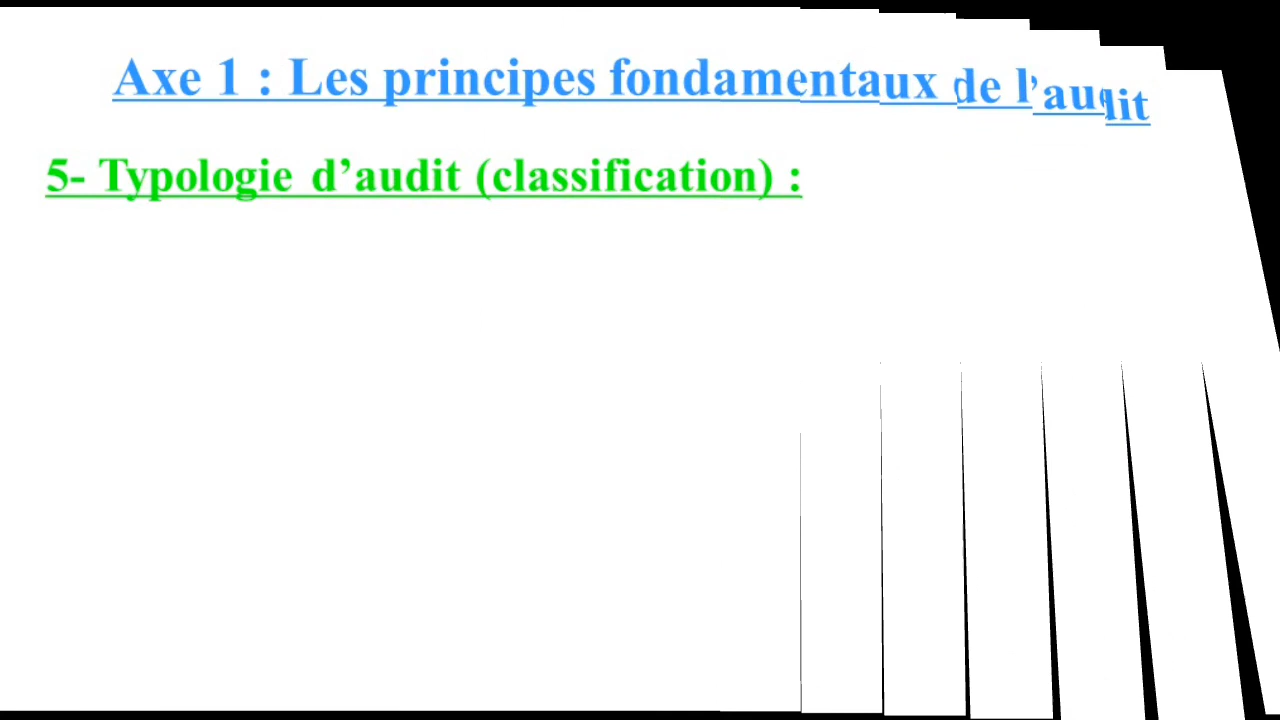 Axe 1 : Les principes fondamentaux de l’audit
5- Typologie d’audit (classification) :